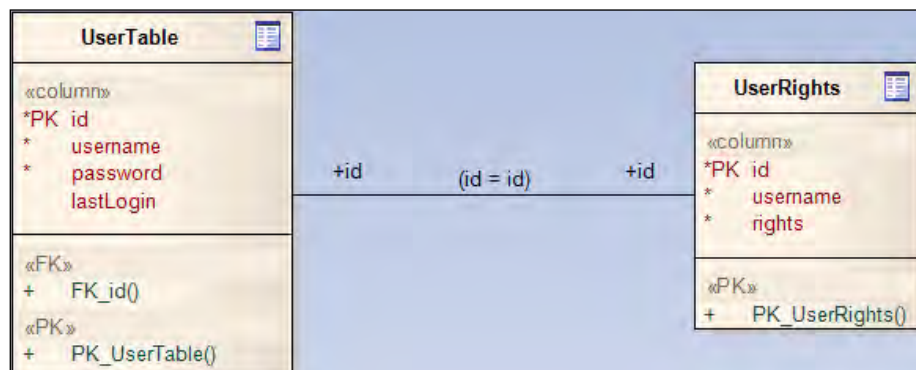 UserTable
«column»
*PK id
* username
* password
lastLogin
«FK»
+ FK_id()
«PK»
+ PK_UserTable()
+id (id = id) +id
UserRights
«column»
*PK id
* username
* rights
«PK»
+ PK_UserRights()